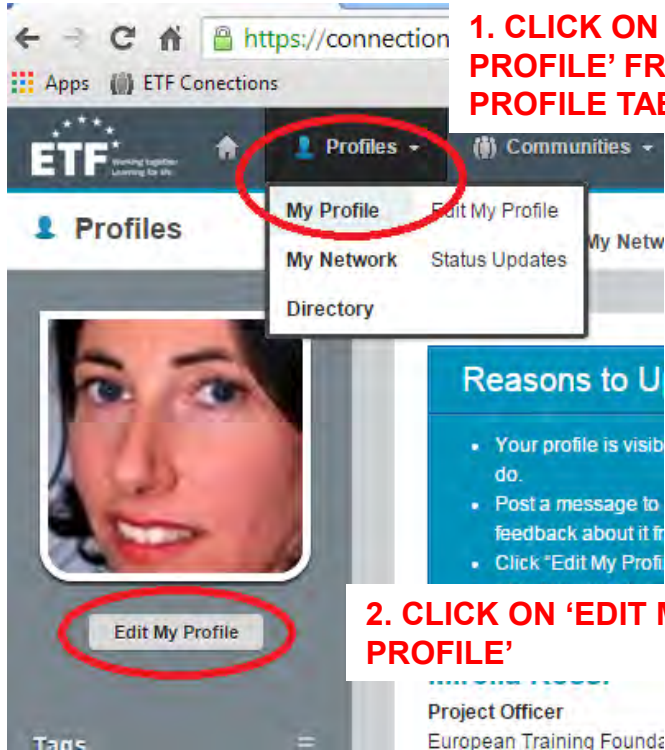 1. CLICK ON
PROFILE’ FR
PROFILE TAB
https://connection
Apps ETF Conections
ETF Working together
Learning for life
Profiles Communities
Profiles
My Profile Edit My Profile
My Netw
My Network Status Updates
Directory
Reasons to U
• Your profile is visib
do.
• Post a message to
feedback about it fr
• Click "Edit My Profi
Edit My Profile
2. CLICK ON ‘EDIT M
PROFILE’
Project Officer
European Training Founda
Tags